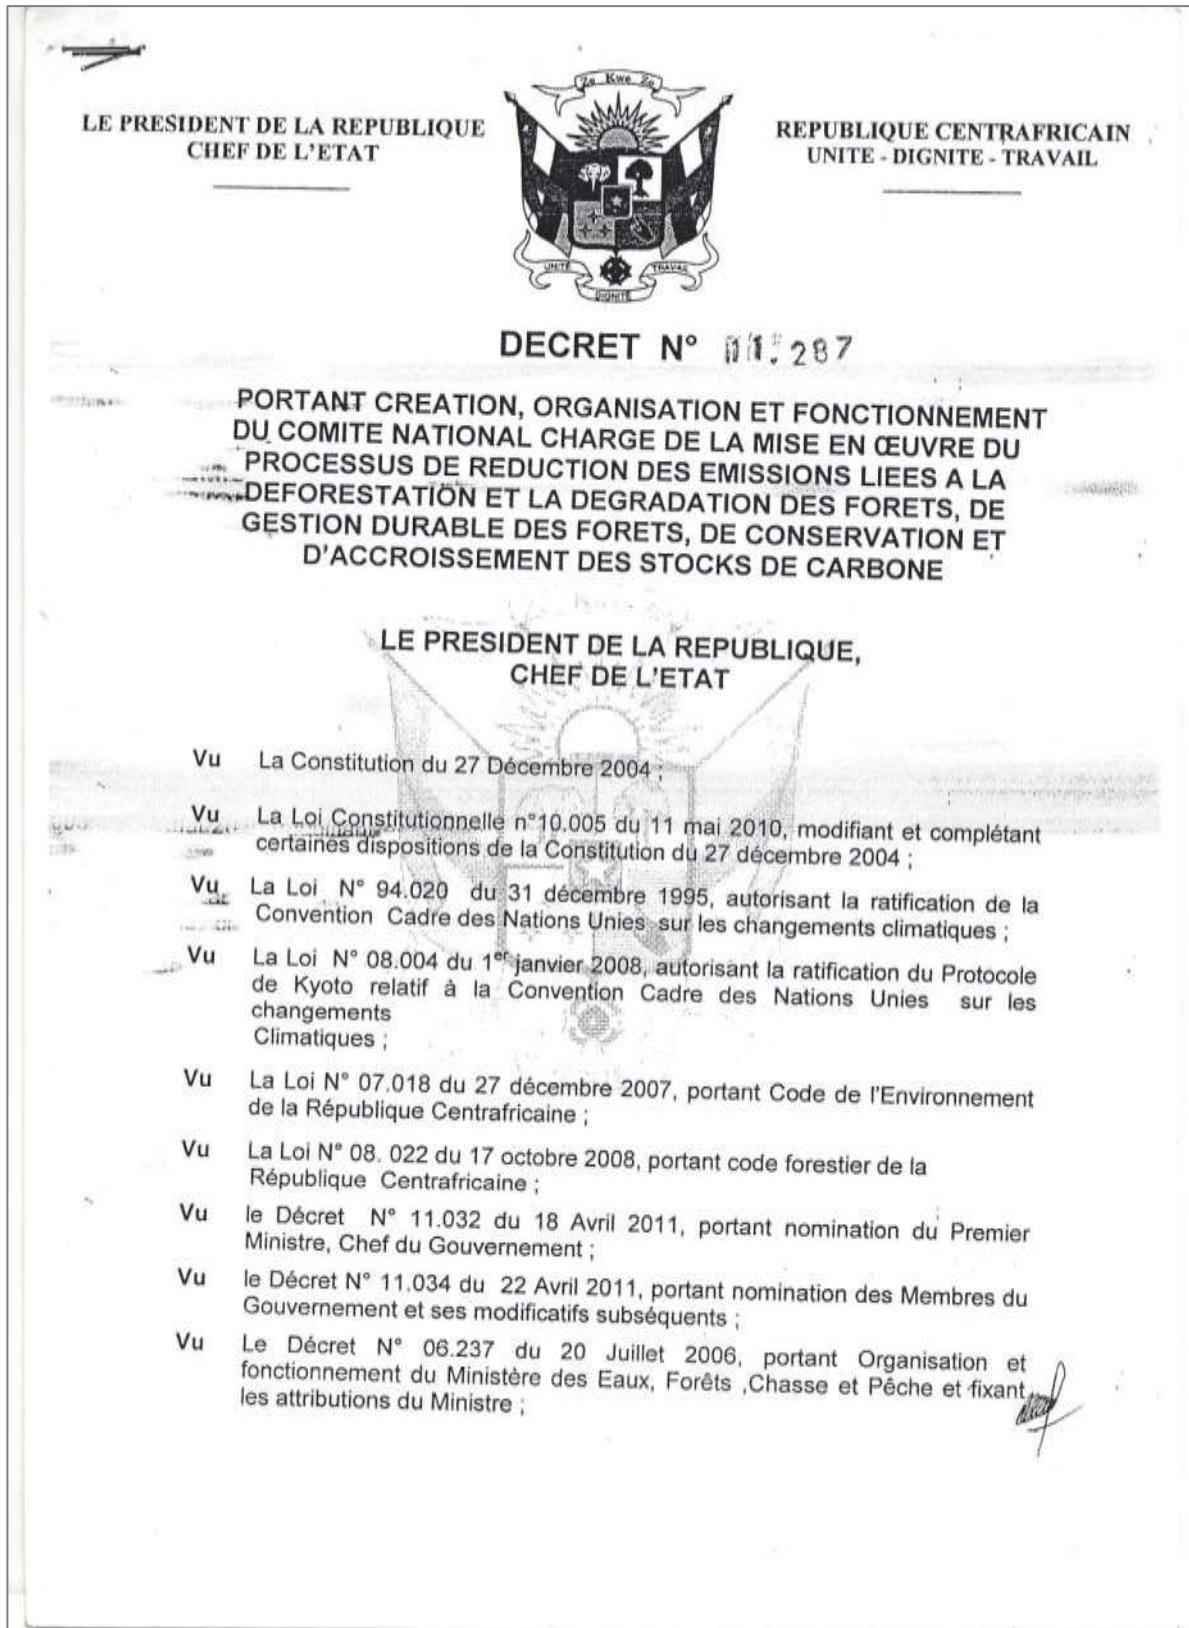 LE PRESIDENT DE LA REPUBLIQUE
CHEF DE L'ETAT
Zo Kwe Zo
REPUBLIQUE CENTRAFRICAIN
UNITE - DIGNITE - TRAVAIL
UNITÉ
TRAVAIL
DIGNITÉ
DECRET N° 11.287
PORTANT CREATION, ORGANISATION ET FONCTIONNEMENT
DU COMITE NATIONAL CHARGE DE LA MISE EN ŒUVRE DU
PROCESSUS DE REDUCTION DES EMISSIONS LIEES A LA
DEFORESTATION ET LA DEGRADATION DES FORETS, DE
GESTION DURABLE DES FORETS, DE CONSERVATION ET
D'ACCROISSEMENT DES STOCKS DE CARBONE
LE PRESIDENT DE LA REPUBLIQUE,
CHEF DE L'ETAT
Vu La Constitution du 27 Décembre 2004 ;
Vu La Loi Constitutionnelle n°10.005 du 11 mai 2010, modifiant et complétant
certaines dispositions de la Constitution du 27 décembre 2004 ;
Vu La Loi N° 94.020 du 31 décembre 1995, autorisant la ratification de la
Convention Cadre des Nations Unies sur les changements climatiques ;
Vu La Loi N° 08.004 du 1er janvier 2008, autorisant la ratification du Protocole
de Kyoto relatif à la Convention Cadre des Nations Unies sur les
changements
Climatiques ;
Vu La Loi N° 07.018 du 27 décembre 2007, portant Code de l'Environnement
de la République Centrafricaine ;
Vu La Loi N° 08. 022 du 17 octobre 2008, portant code forestier de la
République Centrafricaine ;
Vu le Décret N° 11.032 du 18 Avril 2011, portant nomination du Premier
Ministre, Chef du Gouvernement ;
Vu le Décret N° 11.034 du 22 Avril 2011, portant nomination des Membres du
Gouvernement et ses modificatifs subséquents ;
Vu Le Décret N° 06.237 du 20 Juillet 2006, portant Organisation et
fonctionnement du Ministère des Eaux, Forêts ,Chasse et Pêche et fixant
les attributions du Ministre ;